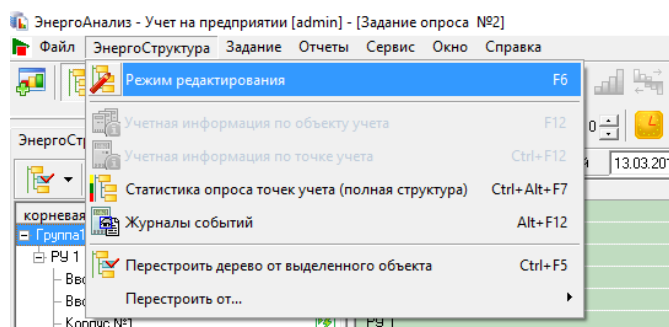 ЭнергоАнализ - Учет на предприятии [admin] - [Задание опроса №2]
Файл ЭнергоСтруктура Задание Отчеты Сервис Окно Справка
Режим редактирования F6
Учетная информация по объекту учета F12
Учетная информация по точке учета Ctrl+F12
Статистика опроса точек учета (полная структура) Ctrl+Alt+F7
Журналы событий Alt+F12
Перестроить дерево от выделенного объекта Ctrl+F5
Перестроить от...
0
ЭнергоСт
13.03.20
корневая
Группа1
РУ 1
Вво
Вво
Корпус №1
РУ 1